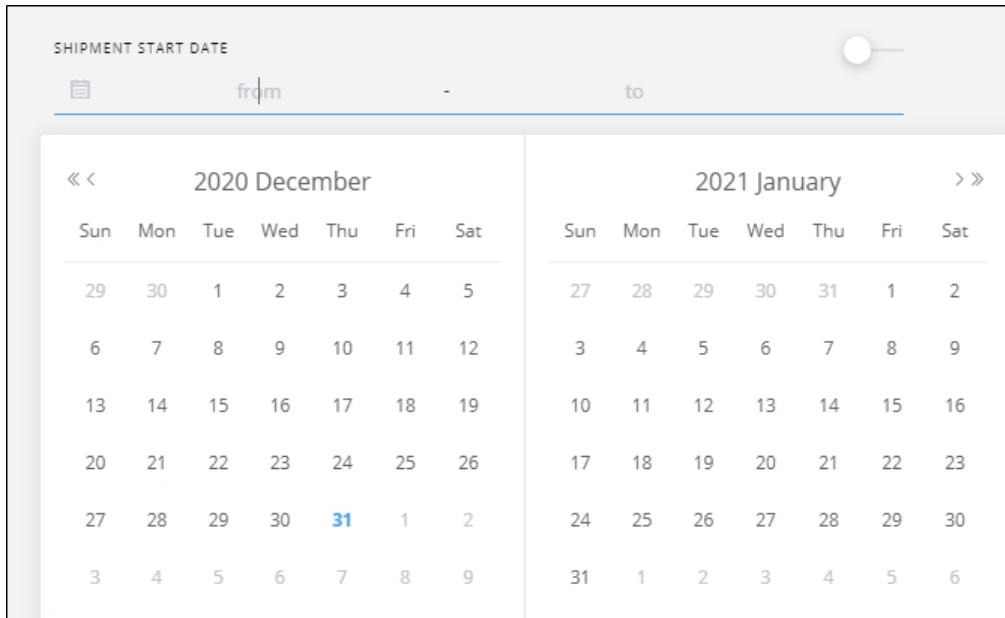 SHIPMENT START DATE
from - to
2020 December
Sun Mon Tue Wed Thu Fri Sat
29 30 1 2 3 4 5
6 7 8 9 10 11 12
13 14 15 16 17 18 19
20 21 22 23 24 25 26
27 28 29 30 31 1 2
3 4 5 6 7 8 9
2021 January
Sun Mon Tue Wed Thu Fri Sat
27 28 29 30 31 1 2
3 4 5 6 7 8 9
10 11 12 13 14 15 16
17 18 19 20 21 22 23
24 25 26 27 28 29 30
31 1 2 3 4 5 6